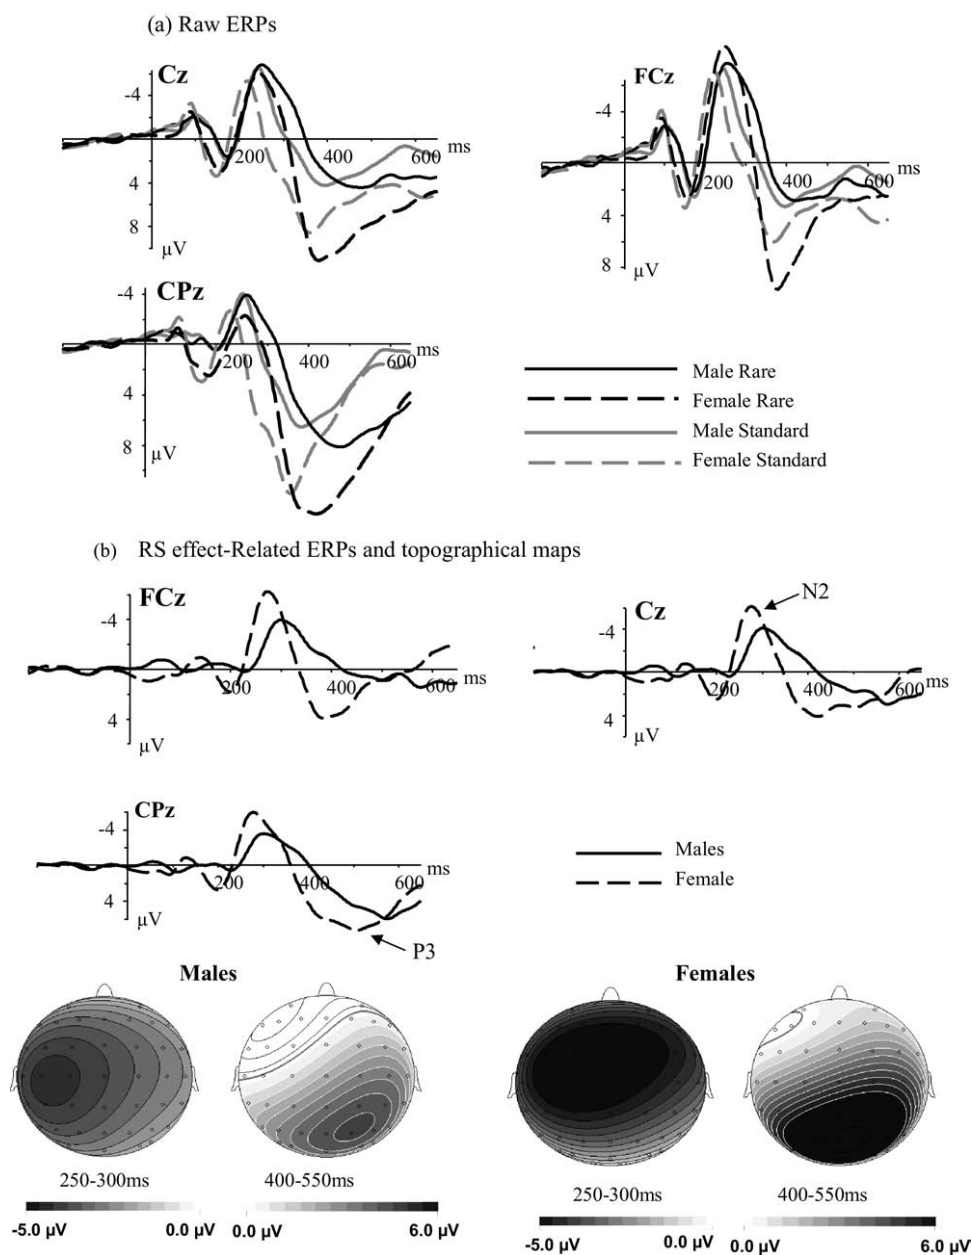 (a) Raw ERPs
Cz
-4
200
400
600
ms
4
8
µV
FCz
-4
200
400
600
ms
4
8
µV
CPz
-4
200
400
600
ms
4
8
µV
Male Rare
Female Rare
Male Standard
Female Standard
(b) RS effect-Related ERPs and topographical maps
FCz
-4
200
400
600
ms
4
µV
Cz
N2
-4
200
400
600
ms
4
µV
CPz
-4
200
400
600
ms
4
µV
P3
Males
Female
Males
Females
250-300ms
400-550ms
250-300ms
400-550ms
-5.0 µV
0.0 µV
0.0 µV
6.0 µV
-5.0 µV
0.0 µV
0.0 µV
6.0 µV